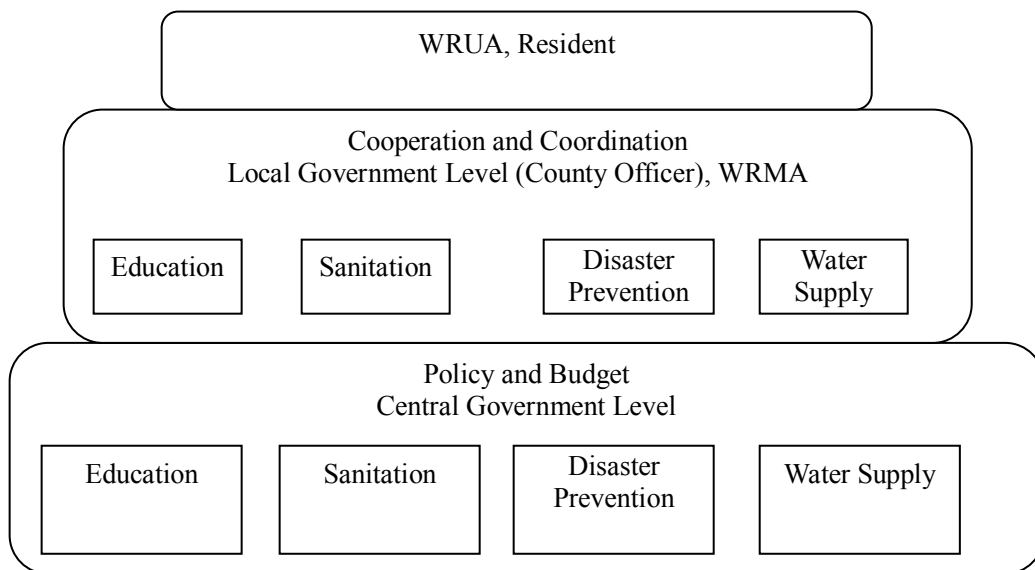 WRUA, Resident
Cooperation and Coordination
Local Government Level (County Officer), WRMA
Education
Sanitation
Disaster
Prevention
Water
Supply
Policy and Budget
Central Government Level
Education
Sanitation
Disaster
Prevention
Water Supply